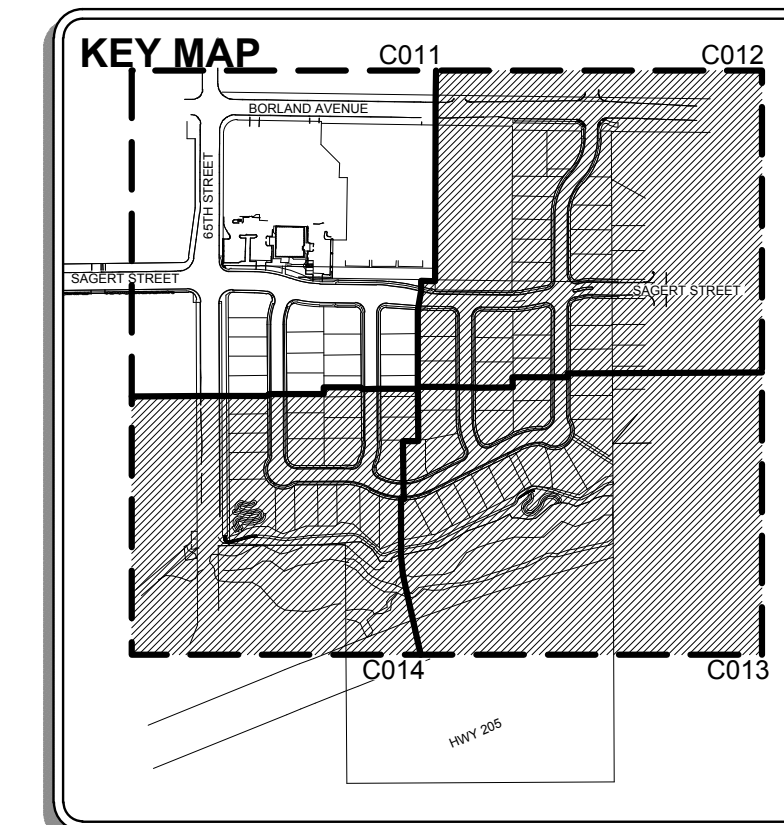 KEY MAP
C011
C012
BORLAND AVENUE
65TH STREET
SAGERT STREET
SAGERT STREET
C014
C013
HWY 205